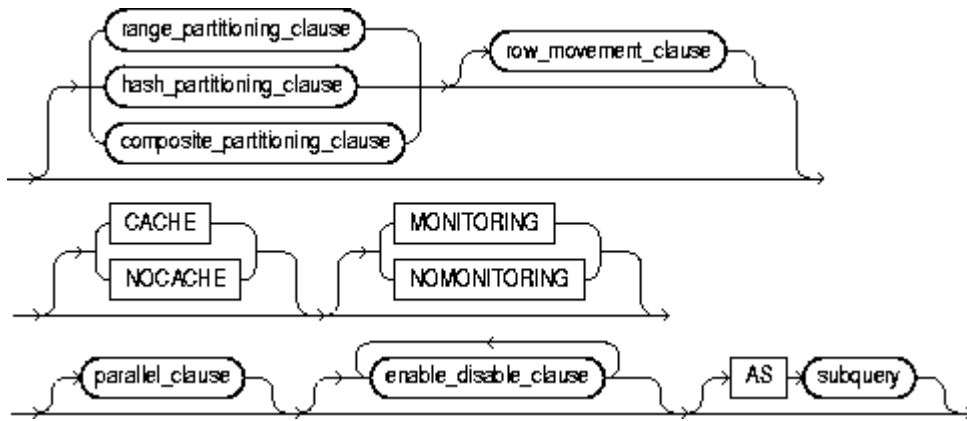 range_partitioning_clause
row_movement_clause
hash_partitioning_clause
composite_partitioning_clause
CACHE
MONITORING
NOCACHE
NOMONITORING
parallel_clause
enable_disable_clause
AS
subquery